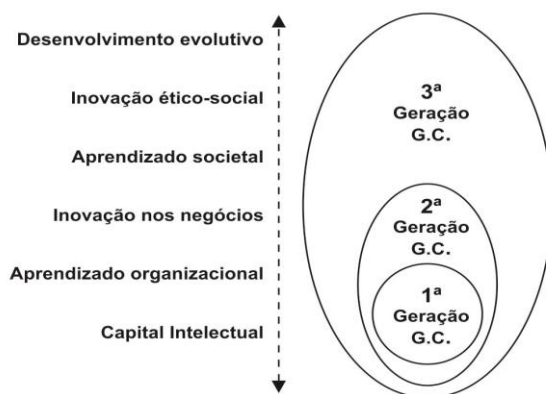 Desenvolvimento evolutivo
Inovação ético-social
Aprendizado societal
Inovação nos negócios
Aprendizado organizacional
Capital Intelectual
3ª
Geração
G.C.
2ª
Geração
G.C.
1ª
Geração
G.C.